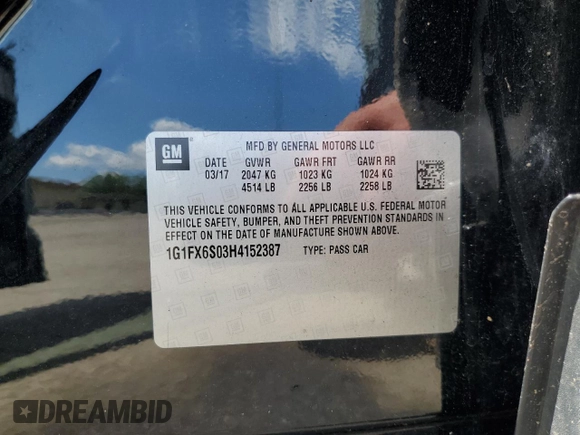 GM
MFD BY GENERAL MOTORS LLC
DATE GVWR GAWR FRT GAWR RR
03/17 2047 KG 1023 KG 1024 KG
4514 LB 2256 LB 2258 LB
THIS VEHICLE CONFORMS TO ALL APPLICABLE U.S. FEDERAL MOTOR
VEHICLE SAFETY, BUMPER, AND THEFT PREVENTION STANDARDS IN
EFFECT ON THE DATE OF MANUFACTURE SHOWN ABOVE.
1G1FX6S03H4152387 TYPE: PASS CAR
DREAMBID